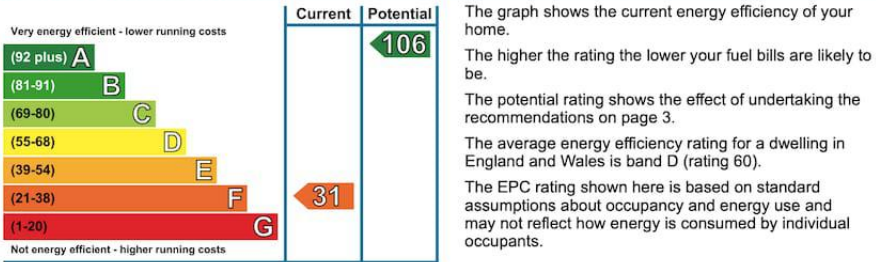 Current Potential
Very energy efficient - lower running costs
(92 plus) A
106
(81-91) B
(69-80) C
(55-68) D
(39-54) E
(21-38) F
31
(1-20) G
Not energy efficient - higher running costs
The graph shows the current energy efficiency of your
home.
The higher the rating the lower your fuel bills are likely to
be.
The potential rating shows the effect of undertaking the
recommendations on page 3.
The average energy efficiency rating for a dwelling in
England and Wales is band D (rating 60).
The EPC rating shown here is based on standard
assumptions about occupancy and energy use and
may not reflect how energy is consumed by individual
occupants.